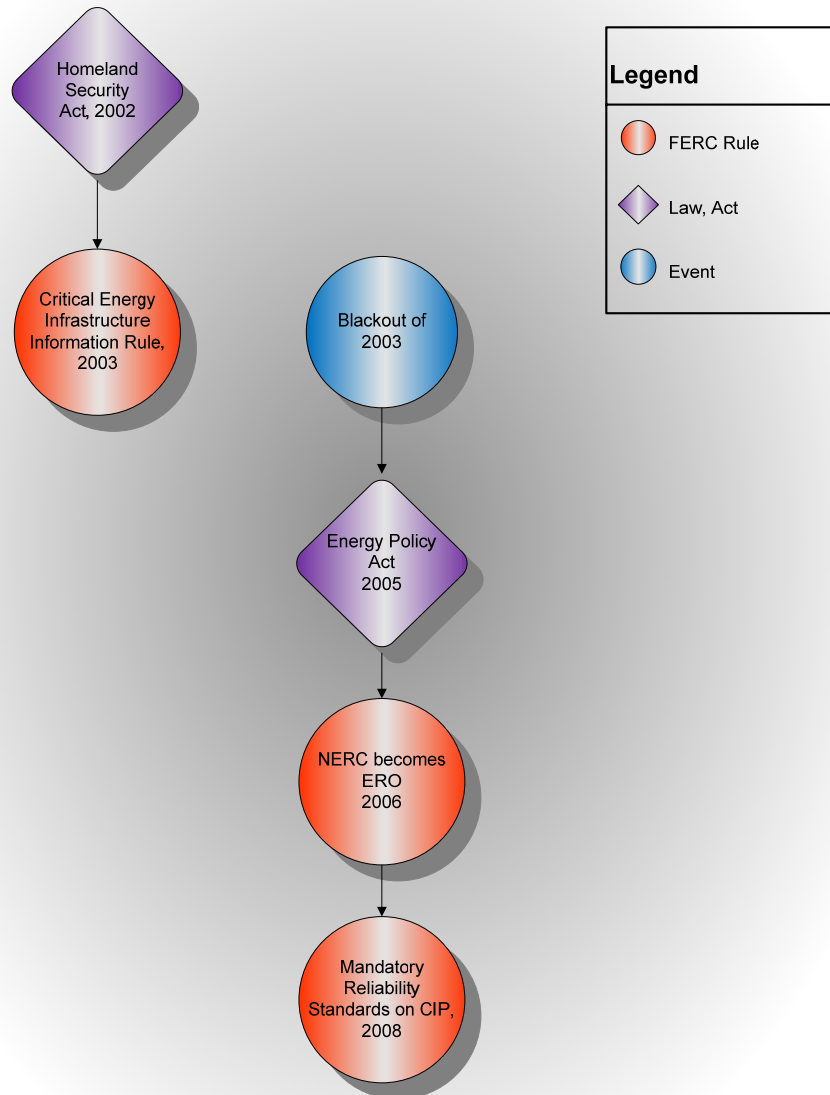 Homeland
Security
Act, 2002
Critical Energy
Infrastructure
Information Rule,
2003
Blackout of
2003
Energy Policy
Act
2005
NERC becomes
ERO
2006
Mandatory
Reliability
Standards on CIP,
2008
Legend
FERC Rule
Law, Act
Event